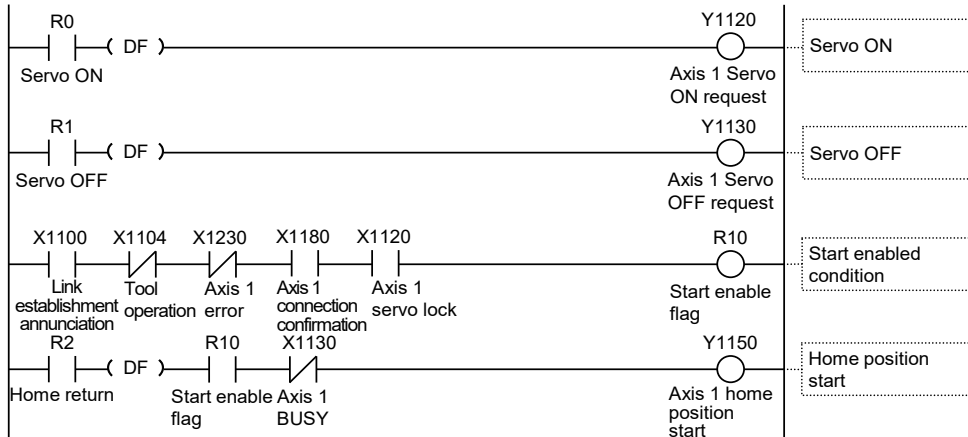 R0
Y1120
DF
Servo ON
Servo ON
Axis 1 Servo
ON request
R1
Y1130
DF
Servo OFF
Servo OFF
Axis 1 Servo
OFF request
X1100 X1104 X1230 X1180 X1120
R10
Start enabled
condition
Link
establishment
annunciation
Tool
operation
Axis 1
error
Axis 1
connection
confirmation
Axis 1
servo lock
Start enable
flag
R2
R10
X1130
Y1150
DF
Home position
start
Home return
Start enable
flag
Axis 1
BUSY
Axis 1 home
position
start